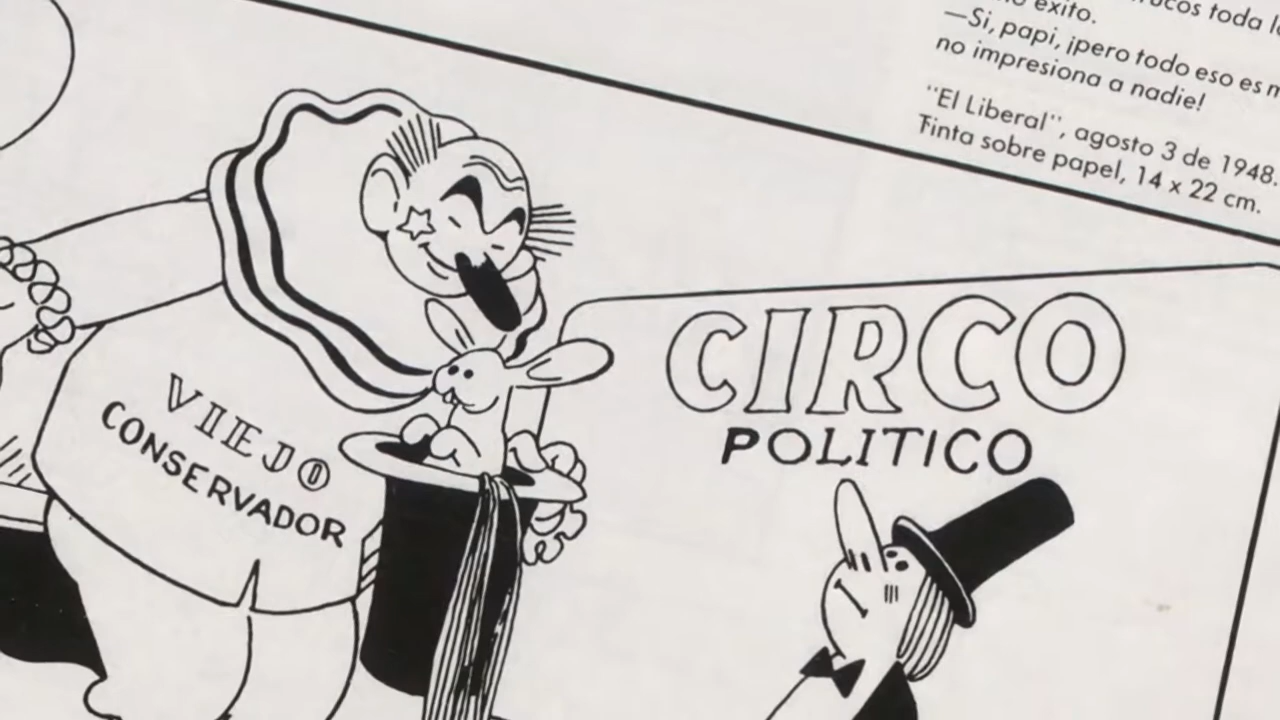 toda
éxito.
—Si, papi, ¡pero todo eso es
no impresiona a nadie!
"El Liberal", agosto 3 de 1948.
Tinta sobre papel, 14 x 22 cm.
CIRCO
POLITICO
VIEJO
CONSERVADOR